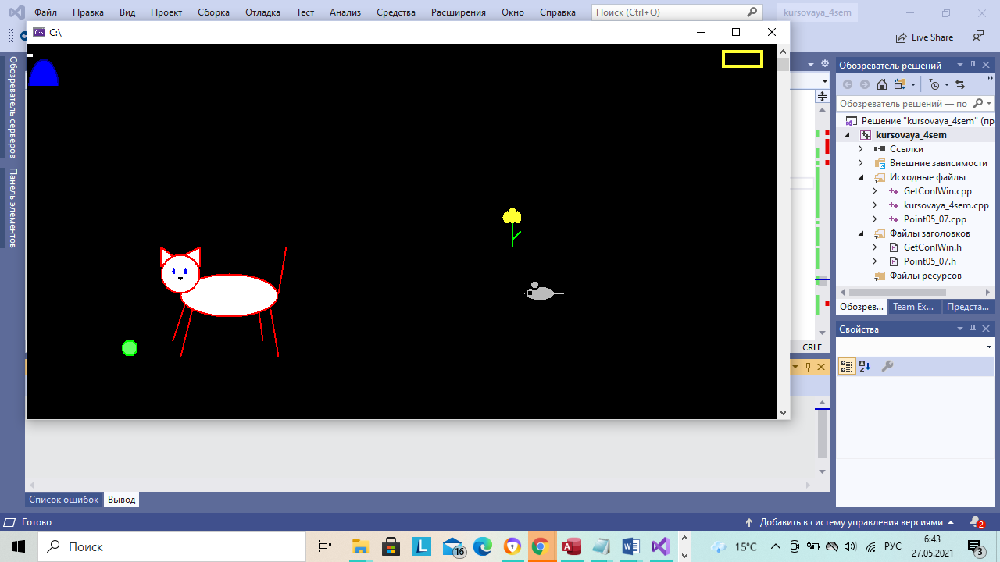 Файл Правка Вид Проект Сборка Отладка Тест Анализ Средства Расширения Окно Справка Поиск (Ctrl+Q) kursovaya_4sem
C:\
Live Share
Обозреватель серверов
Панель элементов
Обозреватель решений
Обозреватель решений — по
Решение "kursovaya_4sem" (пр
kursovaya_4sem
Ссылки
Внешние зависимости
Исходные файлы
GetConlWin.cpp
kursovaya_4sem.cpp
Point05_07.cpp
Файлы заголовков
GetConlWin.h
Point05_07.h
Файлы ресурсов
Обозрев... Team Ex... Предста...
Свойства
CRLF
Список ошибок Вывод
Готово
Добавить в систему управления версиями
2
Поиск
16
15°C
РУС
6:43
27.05.2021
3